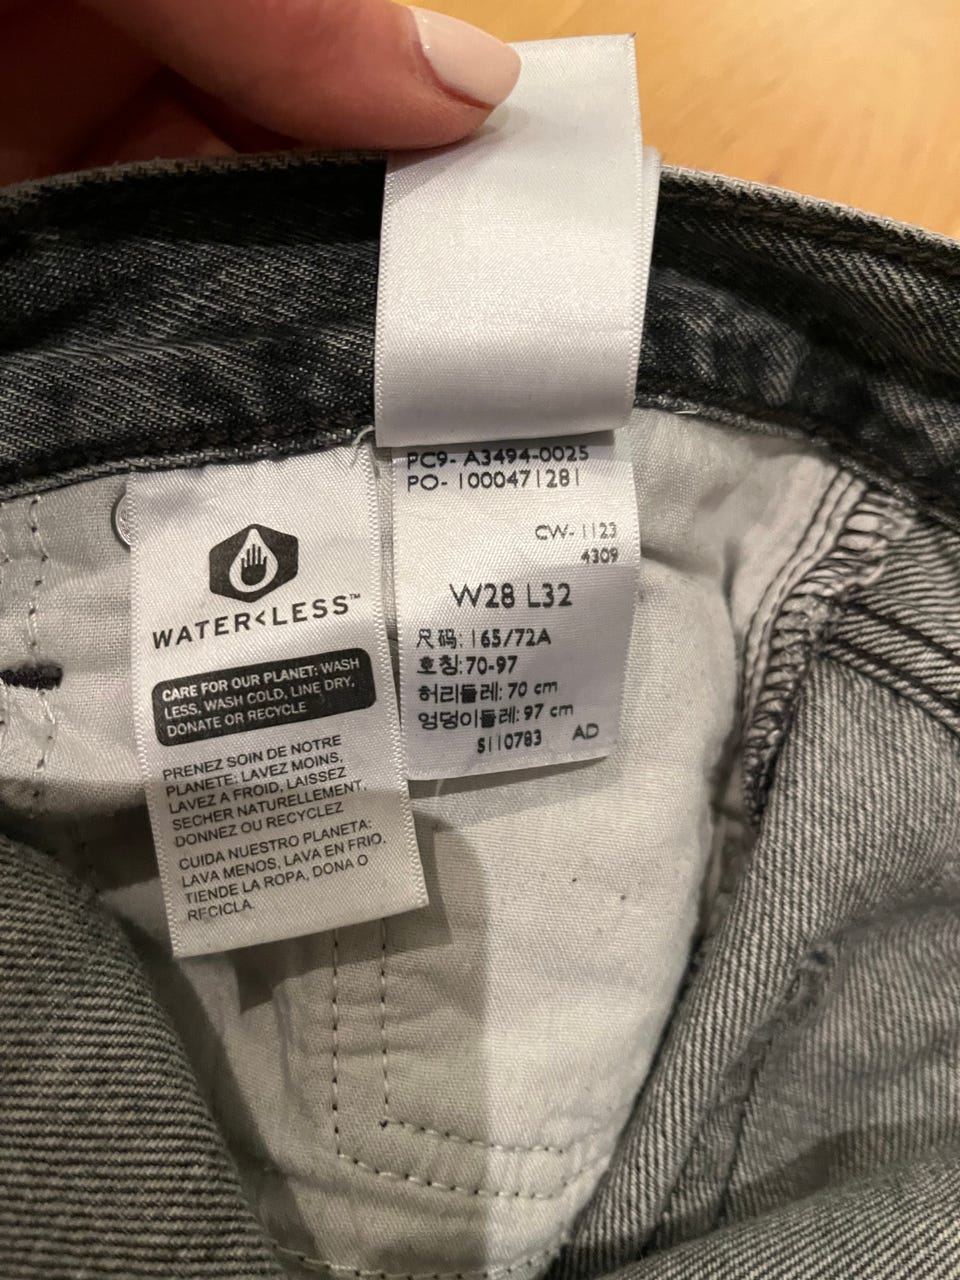 WATER<LESS™
CARE FOR OUR PLANET: WASH
LESS, WASH COLD, LINE DRY,
DONATE OR RECYCLE
PRENEZ SOIN DE NOTRE
PLANETE: LAVEZ MOINS,
LAVEZ A FROID, LAISSEZ
SECHER NATURELLEMENT,
DONNEZ OU RECYCLEZ
CUIDA NUESTRO PLANETA:
LAVA MENOS, LAVA EN FRIO,
TIENDE LA ROPA, DONA O
RECICLA.
PC9- A3494-0025
PO- 1000471281
CW- 1123
4309
W28 L32
尺码: 165/72A
호칭: 70-97
허리둘레: 70 cm
엉덩이둘레: 97 cm
S110783 AD